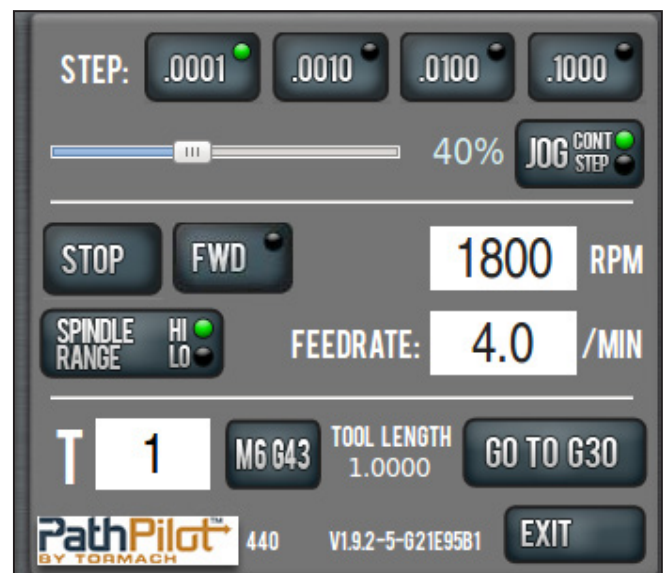 STEP: .0001 .0010 .0100 .1000
40% JOG CONT STEP
STOP FWD 1800 RPM
SPINDLE RANGE HI LO FEEDRATE: 4.0 /MIN
T 1 M6 G43 TOOL LENGTH 1.0000 GO TO G30
PathPilot™ BY TORMACH 440 V1.9.2-5-G21E95B1 EXIT